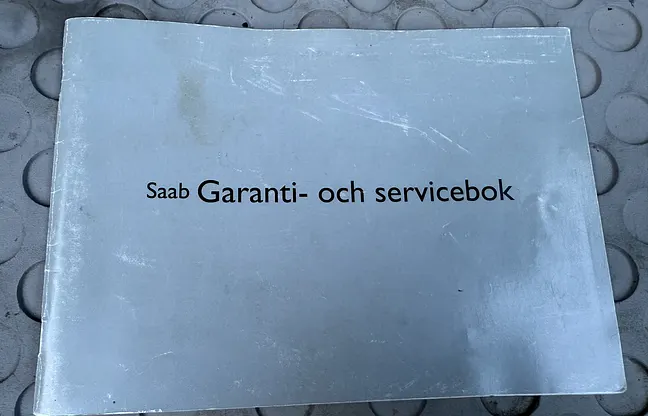 Saab Garanti- och servicebok